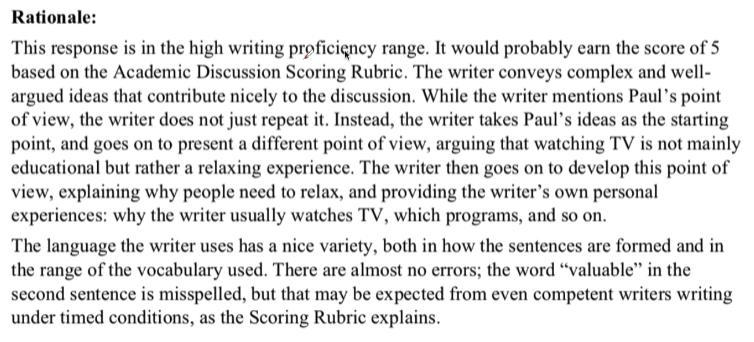 Rationale:
This response is in the high writing proficiency range. It would probably earn the score of 5
based on the Academic Discussion Scoring Rubric. The writer conveys complex and well-
argued ideas that contribute nicely to the discussion. While the writer mentions Paul's point
of view, the writer does not just repeat it. Instead, the writer takes Paul's ideas as the starting
point, and goes on to present a different point of view, arguing that watching TV is not mainly
educational but rather a relaxing experience. The writer then goes on to develop this point of
view, explaining why people need to relax, and providing the writer's own personal
experiences: why the writer usually watches TV, which programs, and so on.
The language the writer uses has a nice variety, both in how the sentences are formed and in
the range of the vocabulary used. There are almost no errors; the word “valuable” in the
second sentence is misspelled, but that may be expected from even competent writers writing
under timed conditions, as the Scoring Rubric explains.